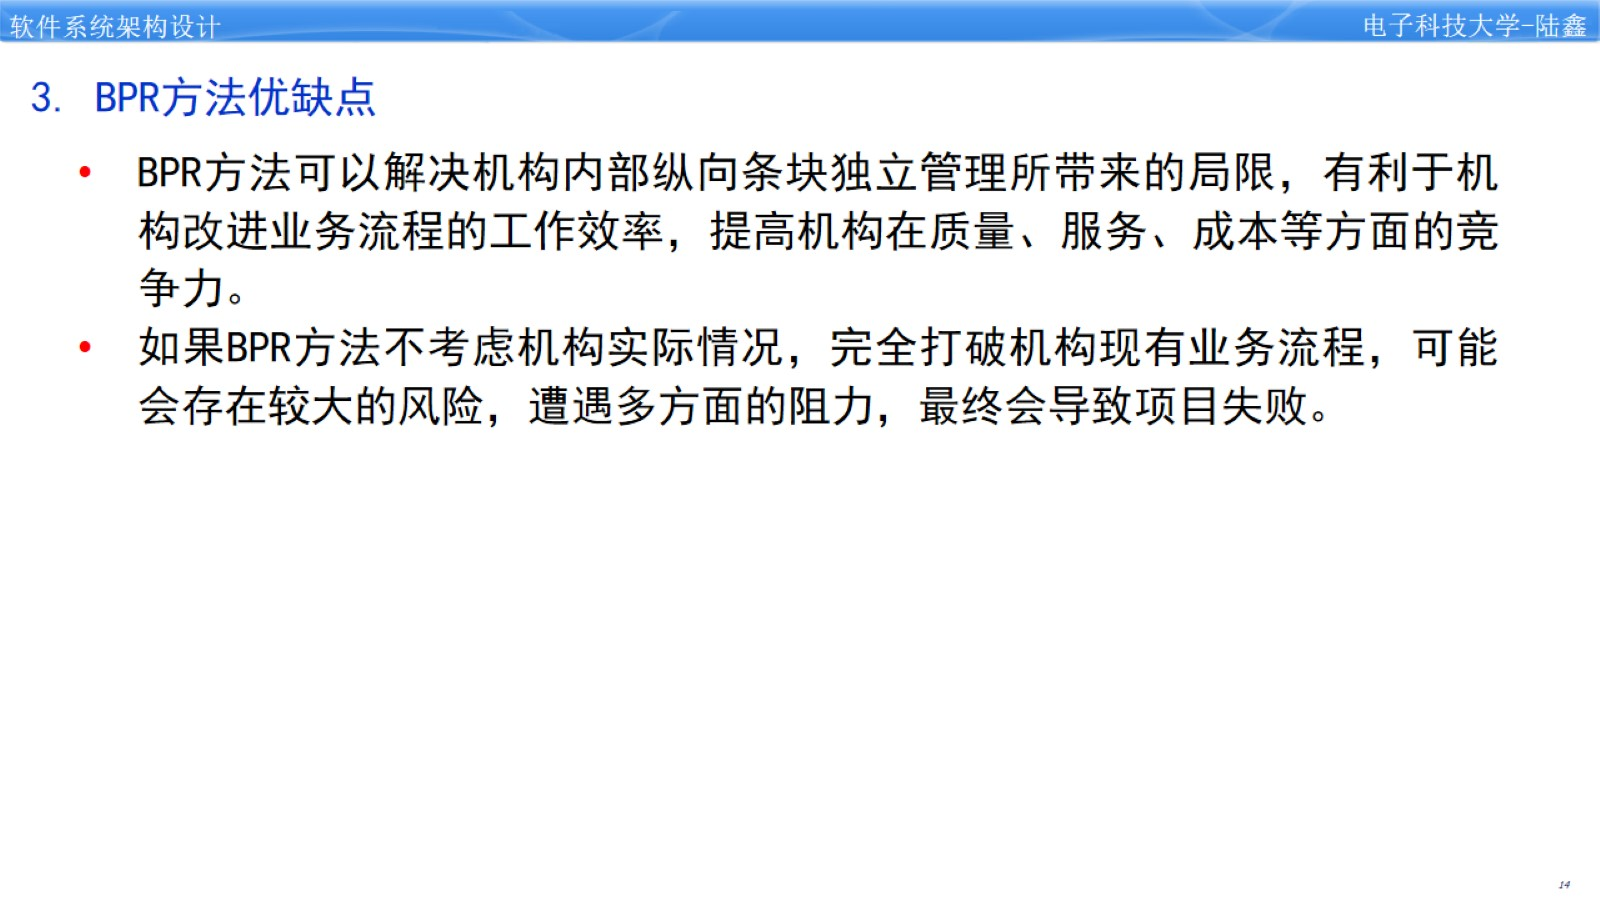 软件系统架构设计
电子科技大学-陆鑫
3. BPR方法优缺点
• BPR方法可以解决机构内部纵向条块独立管理所带来的局限，有利于机
构改进业务流程的工作效率，提高机构在质量、服务、成本等方面的竞
争力。
• 如果BPR方法不考虑机构实际情况，完全打破机构现有业务流程，可能
会存在较大的风险，遭遇多方面的阻力，最终会导致项目失败。
14